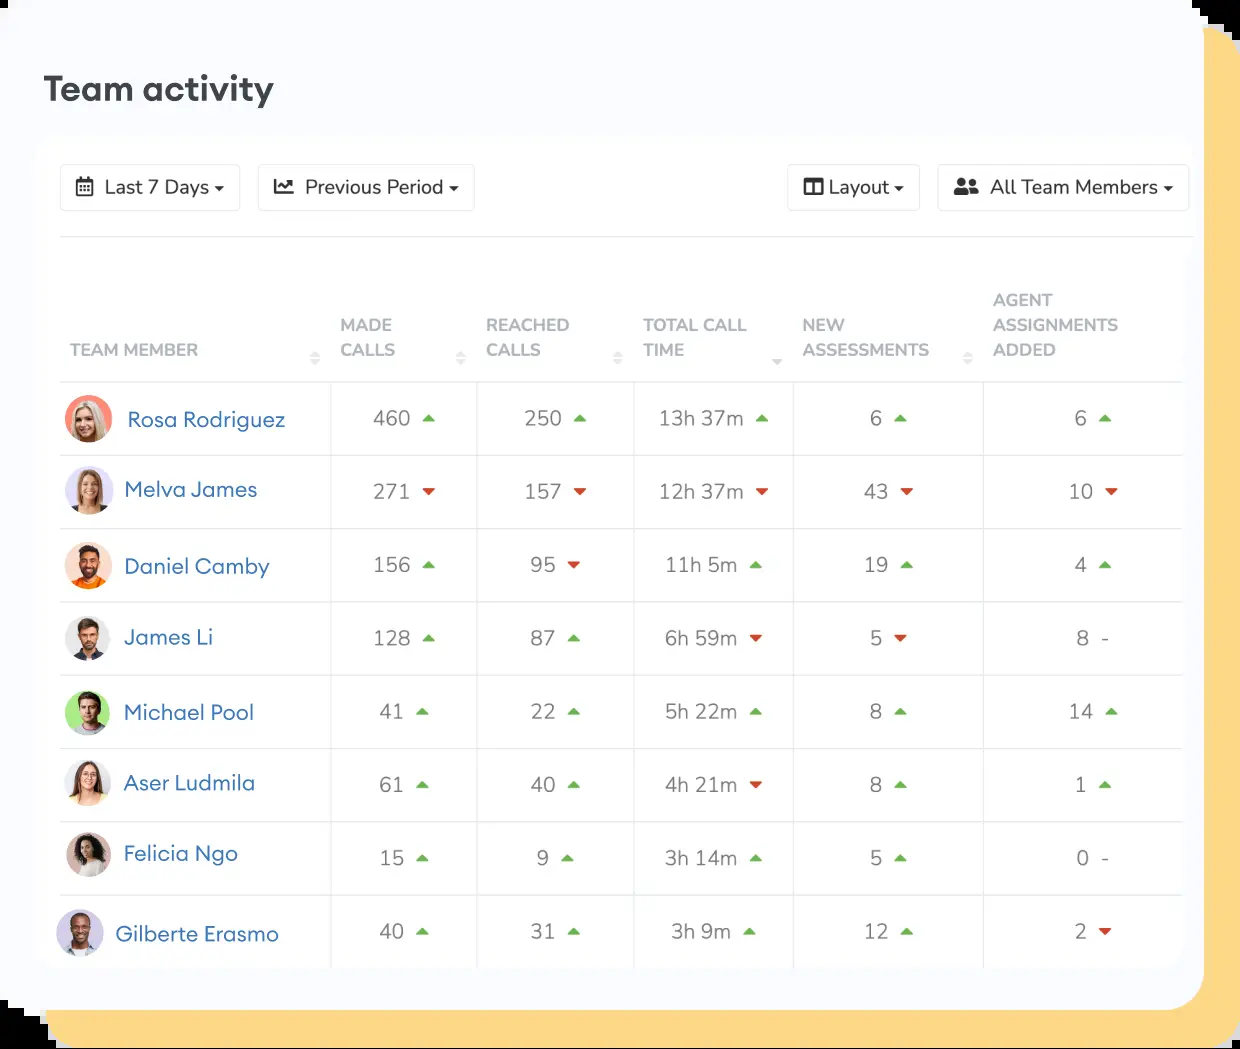 Team activity
Last 7 Days
Previous Period
Layout
All Team Members
TEAM MEMBER
MADE
CALLS
REACHED
CALLS
TOTAL CALL
TIME
NEW
ASSESSMENTS
AGENT
ASSIGNMENTS
ADDED
Rosa Rodriguez 460 250 13h 37m 6 6
Melva James 271 157 12h 37m 43 10
Daniel Camby 156 95 11h 5m 19 4
James Li 128 87 6h 59m 5 8 -
Michael Pool 41 22 5h 22m 8 14
Aser Ludmila 61 40 4h 21m 8 1
Felicia Ngo 15 9 3h 14m 5 0 -
Gilberte Erasmo 40 31 3h 9m 12 2